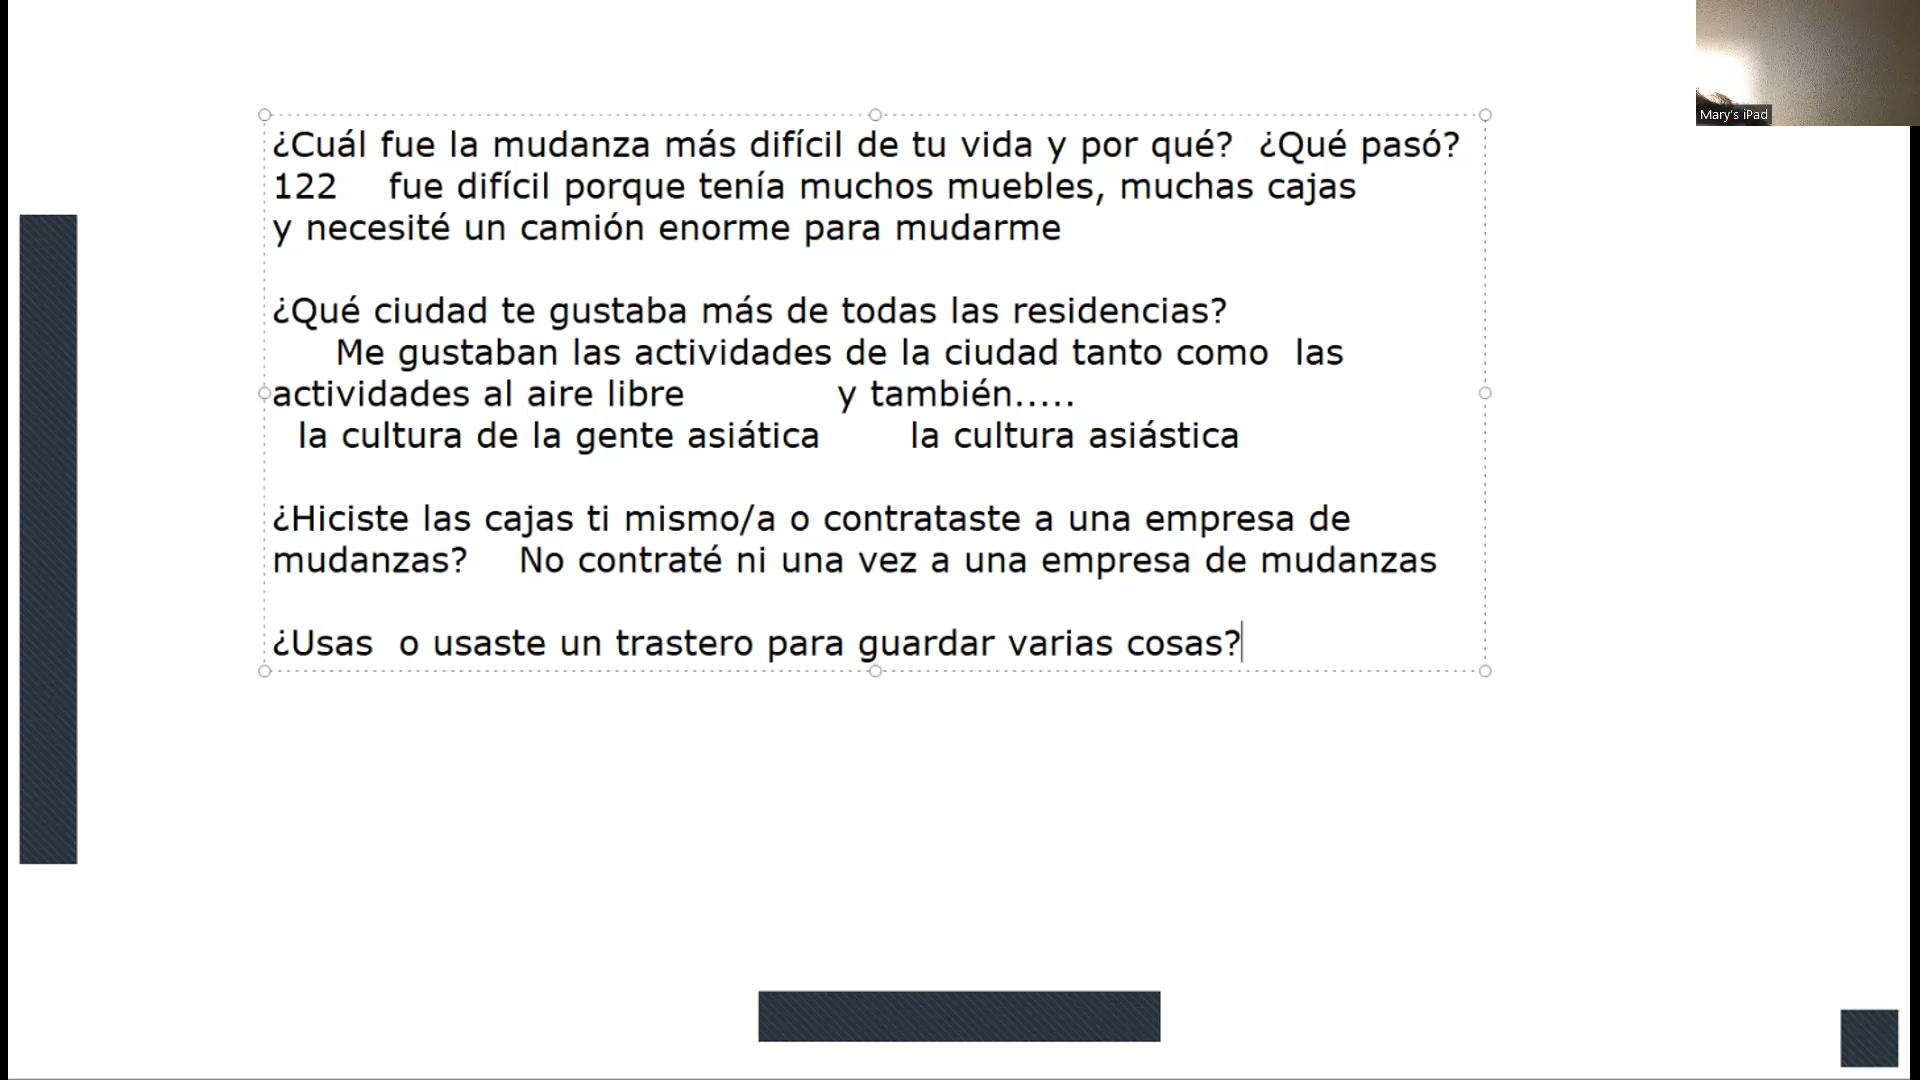 ¿Cuál fue la mudanza más difícil de tu vida y por qué?  ¿Qué pasó?
122    fue difícil porque tenía muchos muebles, muchas cajas
y necesité un camión enorme para mudarme
¿Qué ciudad te gustaba más de todas las residencias?
Me gustaban las actividades de la ciudad tanto como  las
actividades al aire libre            y también.....
la cultura de la gente asiática       la cultura asiástica
¿Hiciste las cajas ti mismo/a o contrataste a una empresa de
mudanzas?    No contraté ni una vez a una empresa de mudanzas
¿Usas  o usaste un trastero para guardar varias cosas?
Mary's iPad